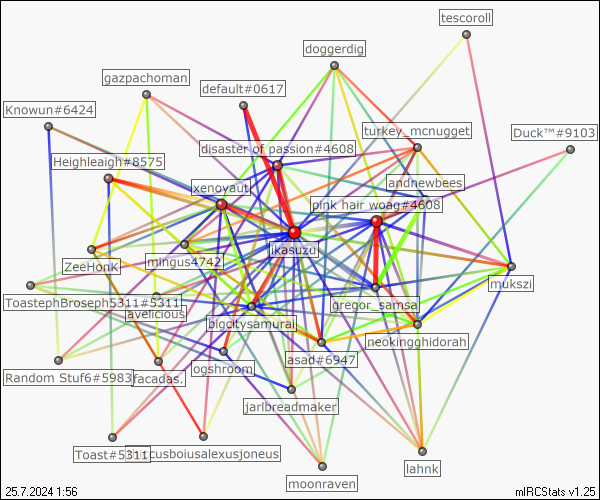 tescoroll
doggerdig
gazpachoman
default#0617
Knowun#6424
turkey_mcnugget
Duck™#9103
disaster of passion#4608
Heighleaigh#8575
xenovaut
andnewbees
pink hair woag#4608
jkasuzu
ZeeHonk
mingus4742
mukszi
ToastephBroseph5311#5311
gregor_samsa
avelicious
bigcitysamurai
neokingghidorah
asad#6947
Random Stuf6#5983
facadas.
ogshroom
jarlbreadmaker
Toast#5311
cusboiusalexusjoneus
lahnk
moonraven
25.7.2024 1:56
mIRCStats v1.25